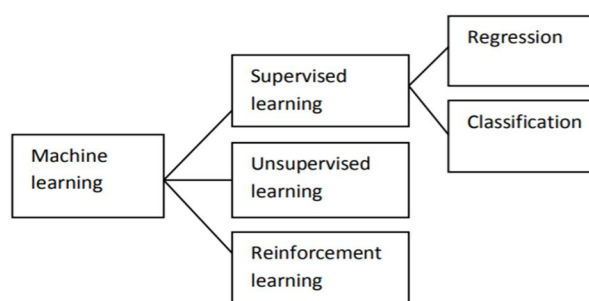 Machine
learning
Supervised
learning
Unsupervised
learning
Reinforcement
learning
Regression
Classification